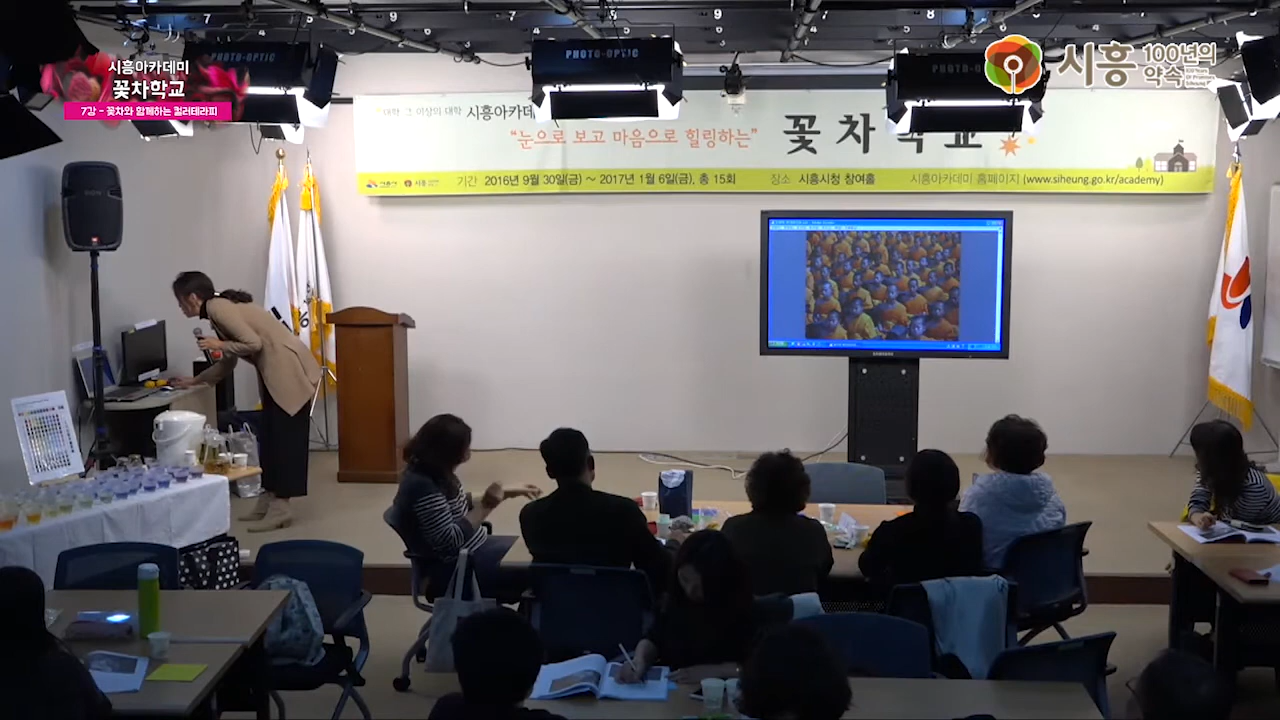 시흥아카데미
꽃차학교
7강 - 꽃차와 함께하는 컬러테라피
시흥 100년의
약속
PHOTO-OPTIC
PHOTO-OPTIC
대학 그 이상의 대학 시흥아카데
"눈으로 보고 마음으로 힐링하는" 꽃차학교
기간 2016년 9월 30일(금) ~ 2017년 1월 6일(금), 총 15회 장소 시흥시청 참여홀 시흥아카데미 홈페이지 (www.siheung.go.kr/academy)